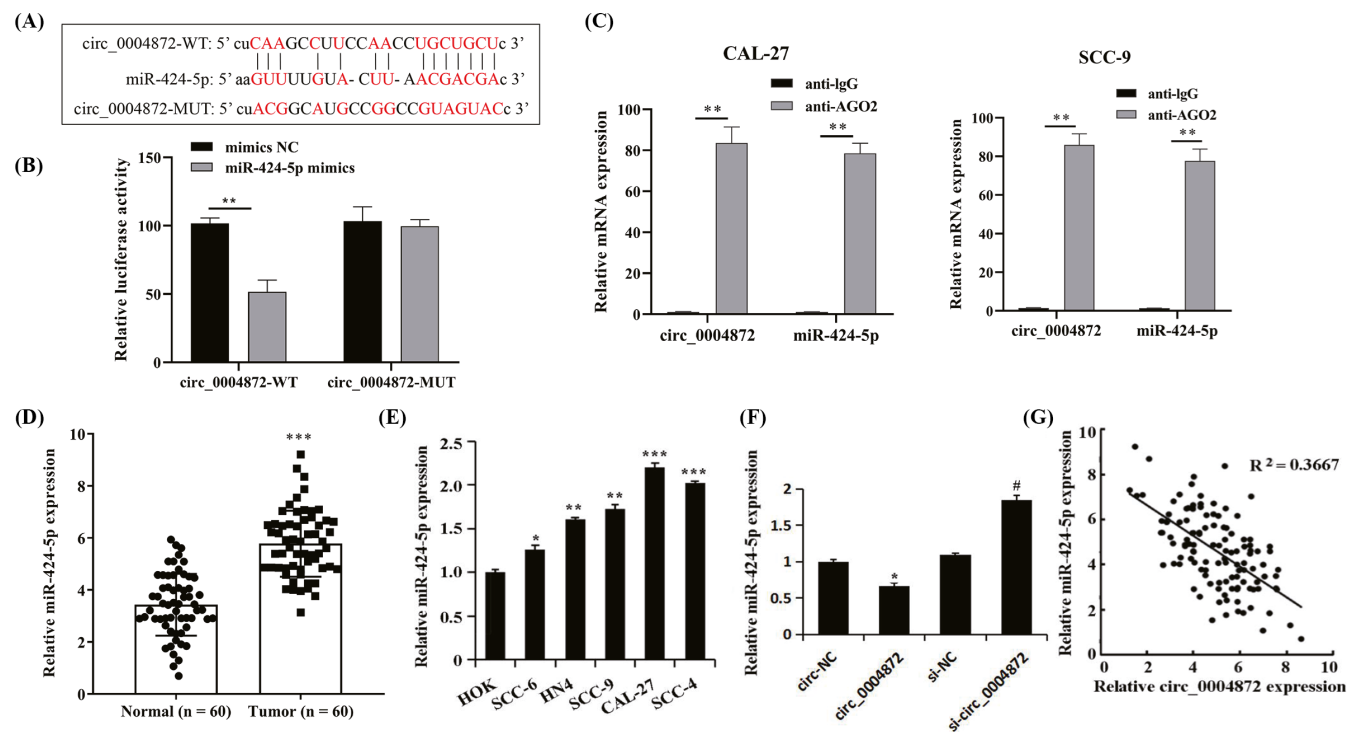 (A)
circ_0004872-WT: 5’ cuCAAGCCUUCCAACCUGCUGCUc 3’
miR-424-5p: 5’ aaGUUUUGUA-CUU-AACGACGAc 3’
circ_0004872-MUT: 5’ cuACGGCAUGCCGGCCGUAGUACc 3’
(B)
mimics NC
miR-424-5p mimics
Relative luciferase activity
150
100
50
0
**
circ_0004872-WT
circ_0004872-MUT
(C)
CAL-27
anti-lgG
anti-AGO2
Relative mRNA expression
100
80
60
40
20
0
**
**
circ_0004872
miR-424-5p
SCC-9
anti-lgG
anti-AGO2
Relative mRNA expression
100
80
60
40
20
0
**
**
circ_0004872
miR-424-5p
(D)
Relative miR-424-5p expression
10
8
6
4
2
0
***
Normal (n = 60)
Tumor (n = 60)
(E)
Relative miR-424-5p expression
2.5
2.0
1.5
1.0
0.5
0
*
**
**
***
***
HOK
SCC-6
HN4
SCC-9
CAL-27
SCC-4
(F)
Relative miR-424-5p expression
2
1.5
1
0.5
0
*
#
circ-NC
circ_0004872
si-NC
si-circ_0004872
(G)
Relative miR-424-5p expression
10
8
6
4
2
0
R² = 0.3667
0
2
4
6
8
10
Relative circ_0004872 expression